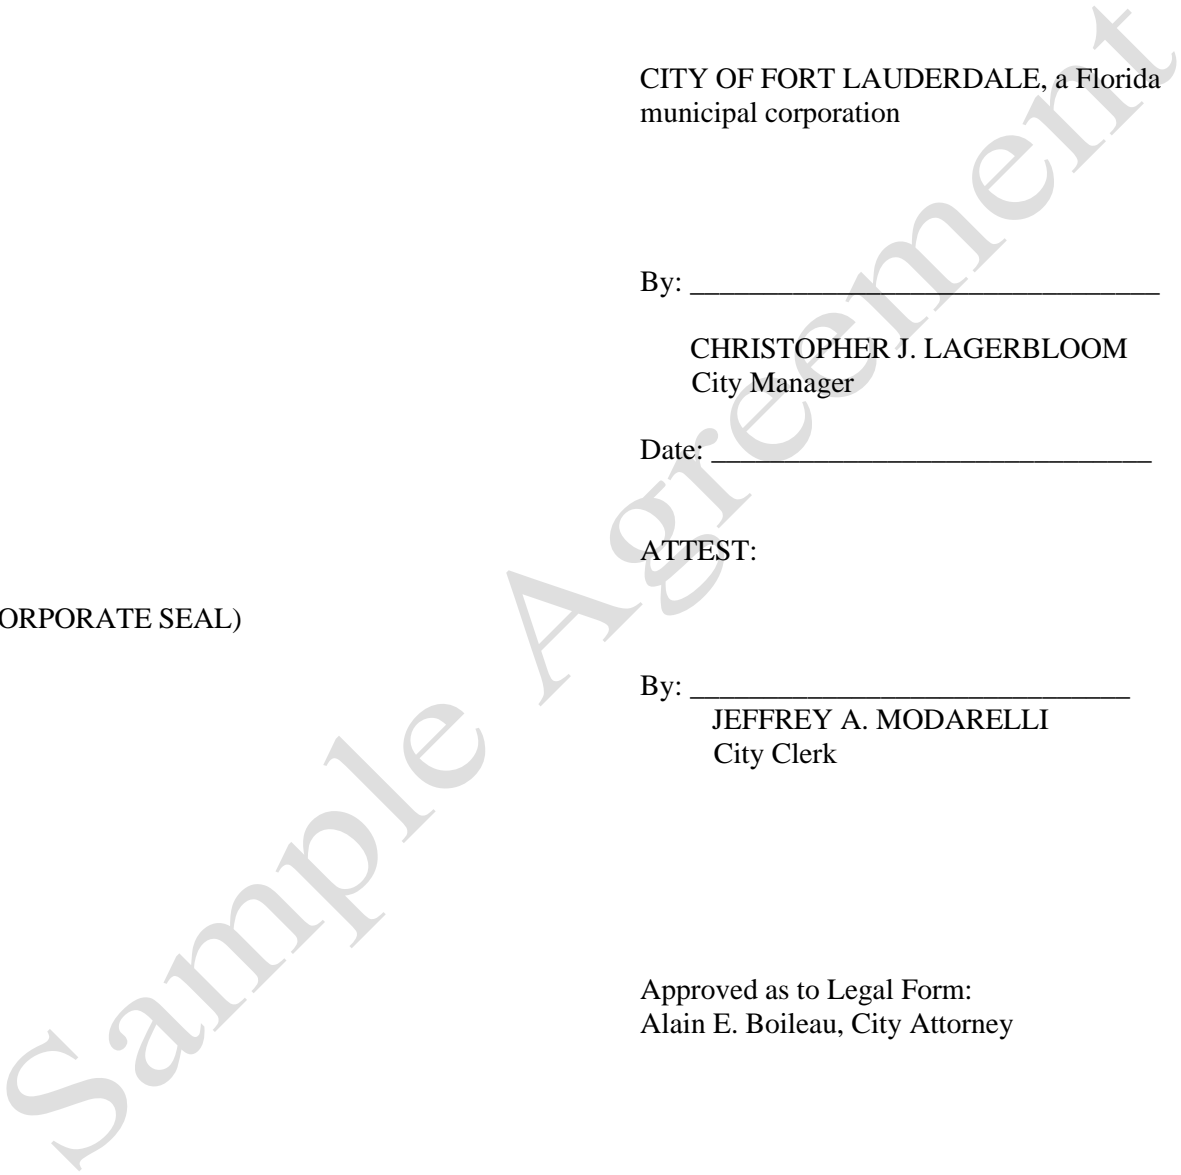 CITY OF FORT LAUDERDALE, a Florida
municipal corporation
By: ________________________________
CHRISTOPHER J. LAGERBLOOM
City Manager
Date: ______________________________
ATTEST:
ORPORATE SEAL)
By: ______________________________
JEFFREY A. MODARELLI
City Clerk
Approved as to Legal Form:
Alain E. Boileau, City Attorney
Sample Agreement